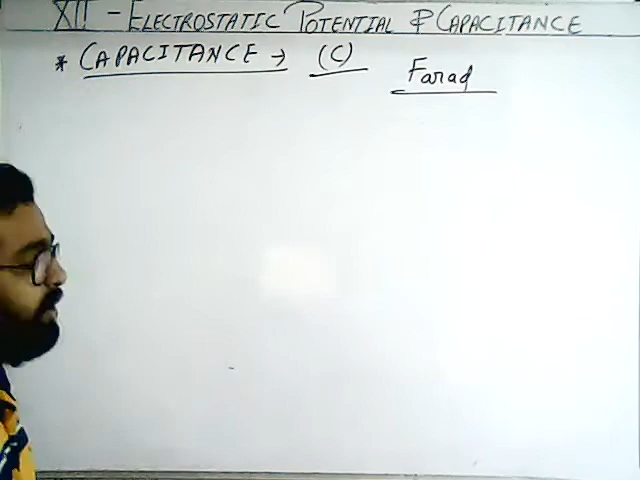 XII - ELECTROSTATIC POTENTIAL & CAPACITANCE
* CAPACITANCE → (C) Farad